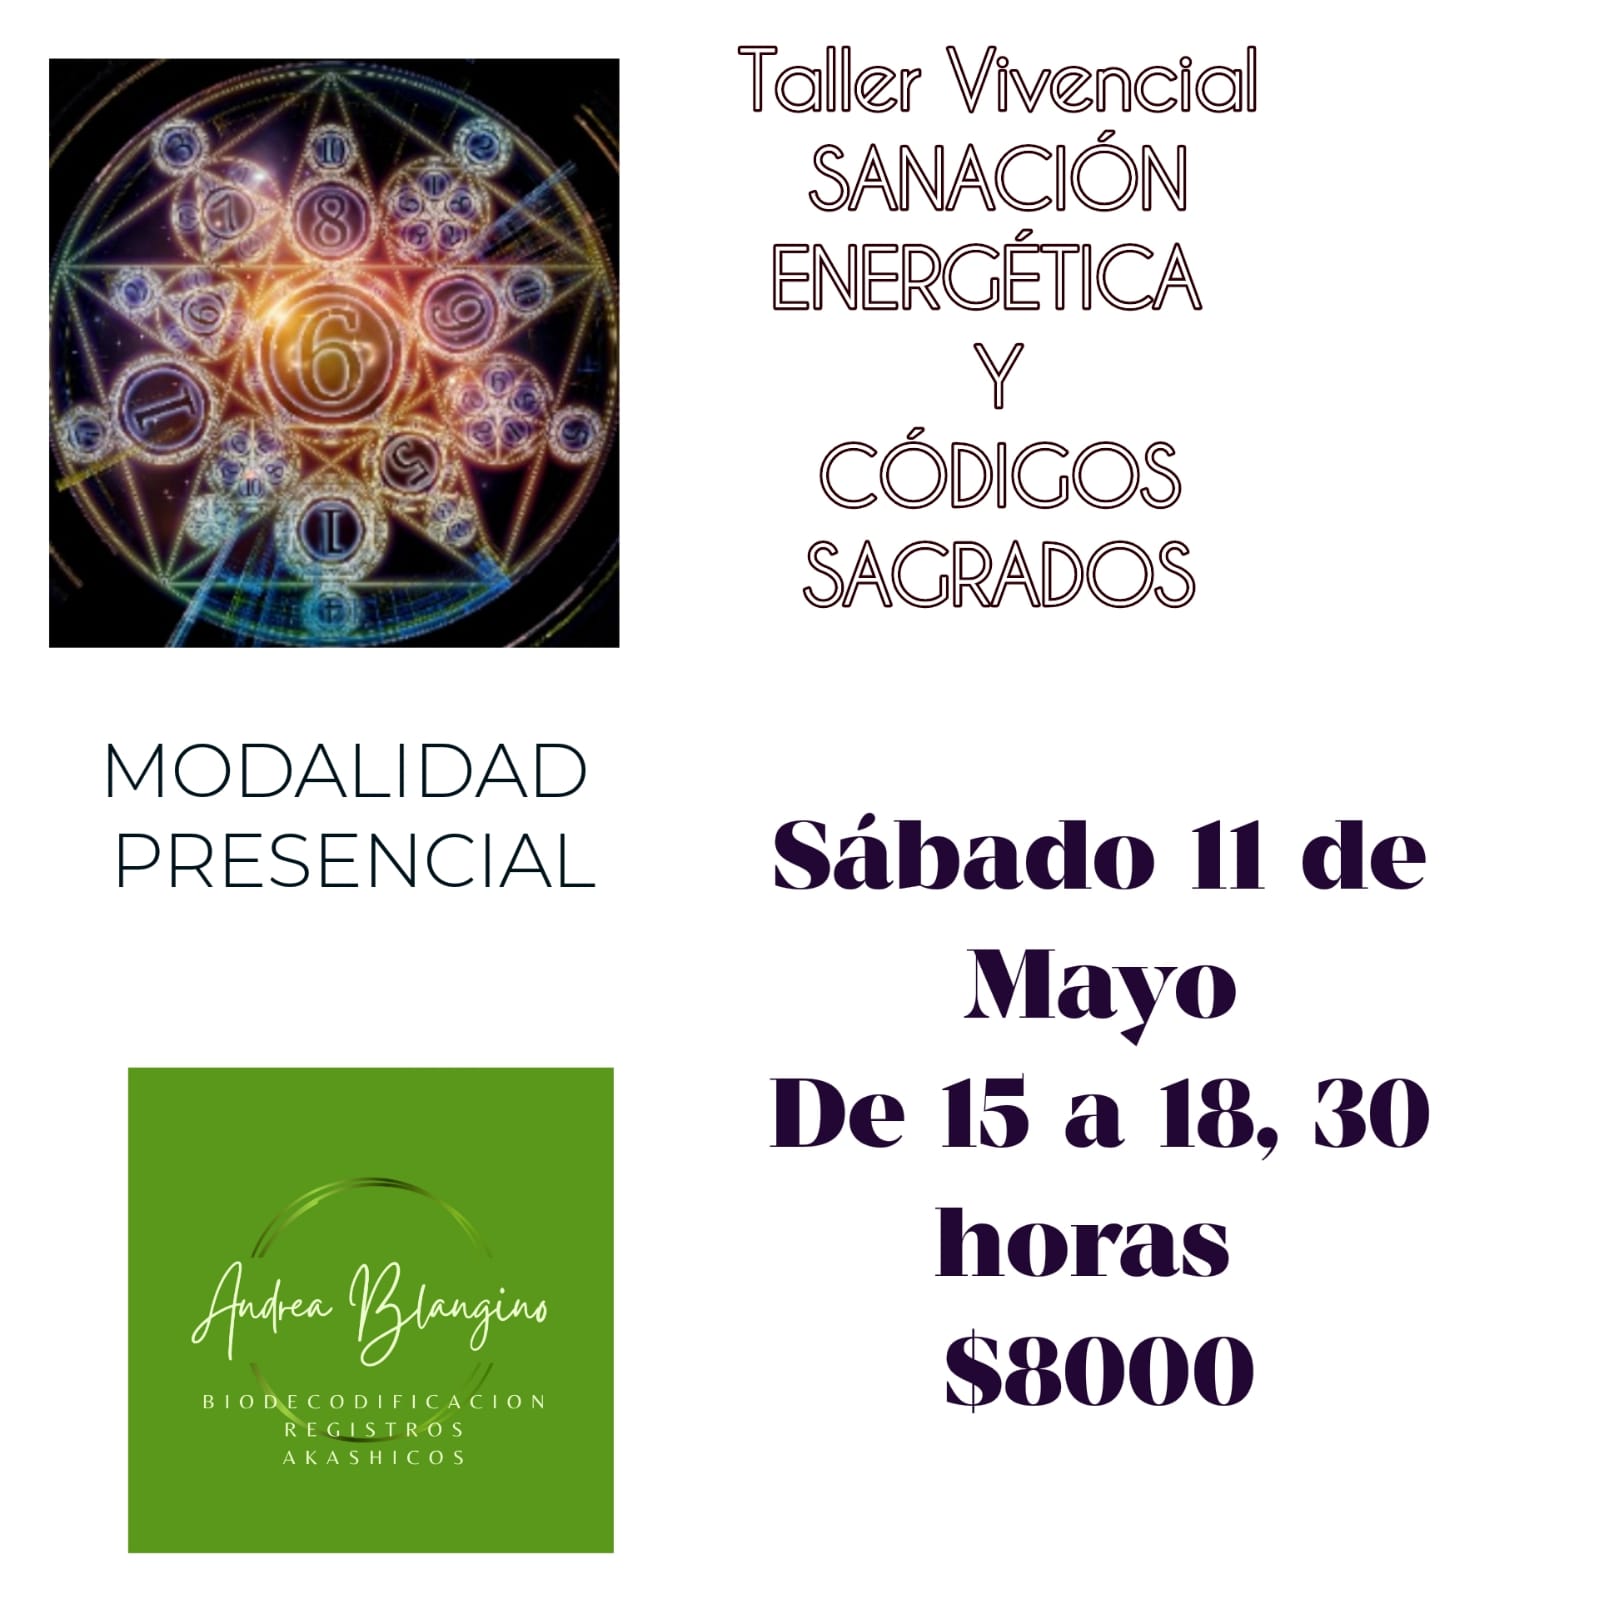 Taller Vivencial
SANACIÓN
ENERGÉTICA
Y
CÓDIGOS
SAGRADOS
MODALIDAD
PRESENCIAL
Sábado 11 de
Mayo
De 15 a 18, 30
horas
$8000
Andrea Blangino
BIODECODIFICACION
REGISTROS
AKASHICOS